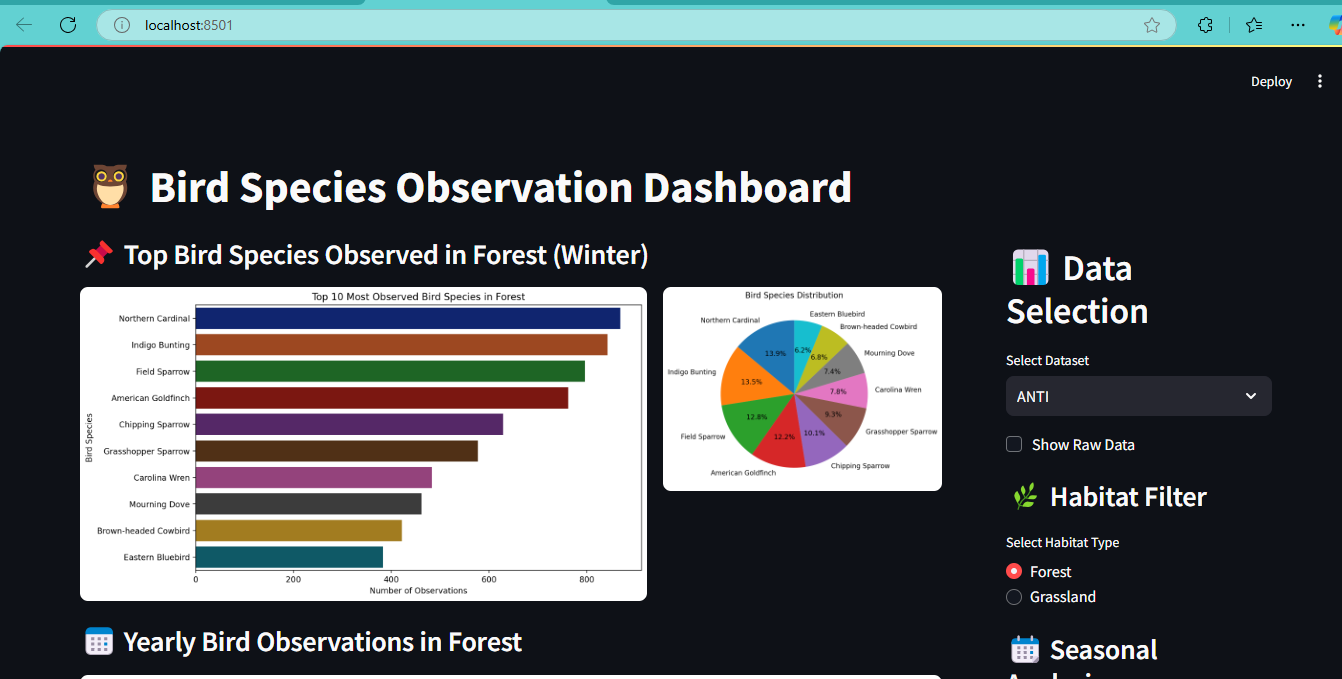 localhost:8501
Deploy
Bird Species Observation Dashboard
Top Bird Species Observed in Forest (Winter)
Top 10 Most Observed Bird Species in Forest
Bird Species
Northern Cardinal
Indigo Bunting
Field Sparrow
American Goldfinch
Chipping Sparrow
Grasshopper Sparrow
Carolina Wren
Mourning Dove
Brown-headed Cowbird
Eastern Bluebird
0 200 400 600 800
Number of Observations
Bird Species Distribution
Northern Cardinal
Eastern Bluebird
Brown-headed Cowbird
Mourning Dove
Indigo Bunting
Carolina Wren
Field Sparrow
Grasshopper Sparrow
American Goldfinch
Chipping Sparrow
13.9%
6.2%
6.8%
7.4%
13.5%
7.8%
12.8%
9.3%
12.2%
10.1%
Yearly Bird Observations in Forest
Data
Selection
Select Dataset
ANTI
Show Raw Data
Habitat Filter
Select Habitat Type
Forest
Grassland
Seasonal